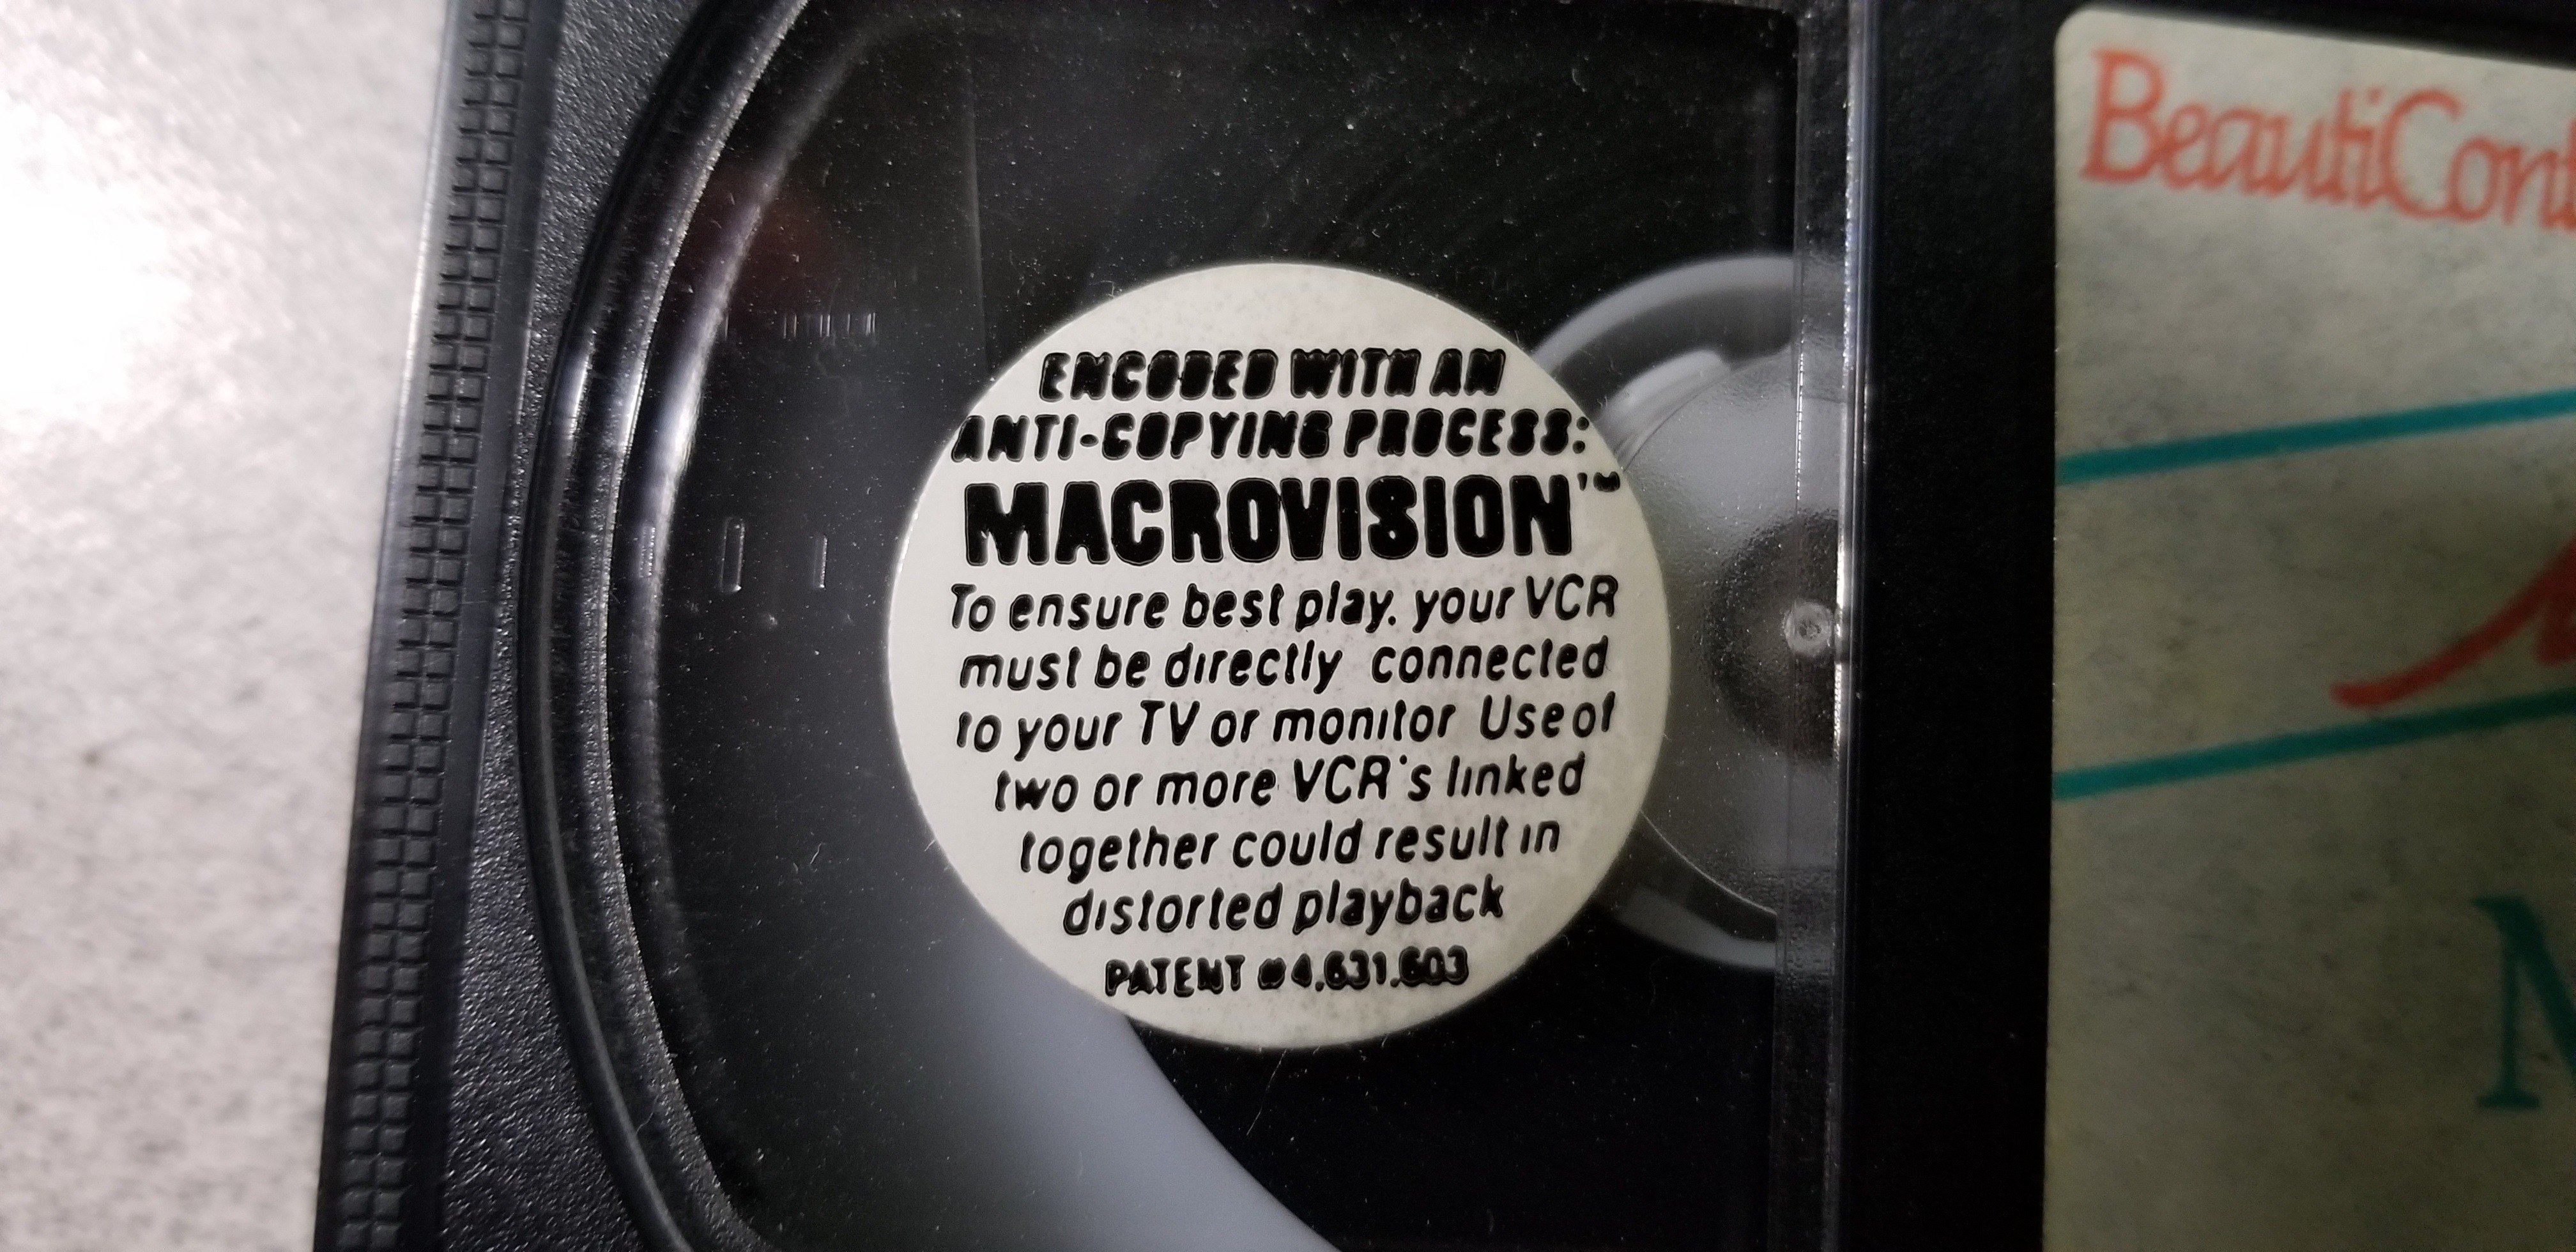 ENCODED WITH AN
ANTI-COPYING PROCESS:
MACROVISION™
To ensure best play. your VCR
must be directly connected
to your TV or monitor Use of
two or more VCR's linked
together could result in
distorted playback
PATENT #4,631,603
BeautiCont